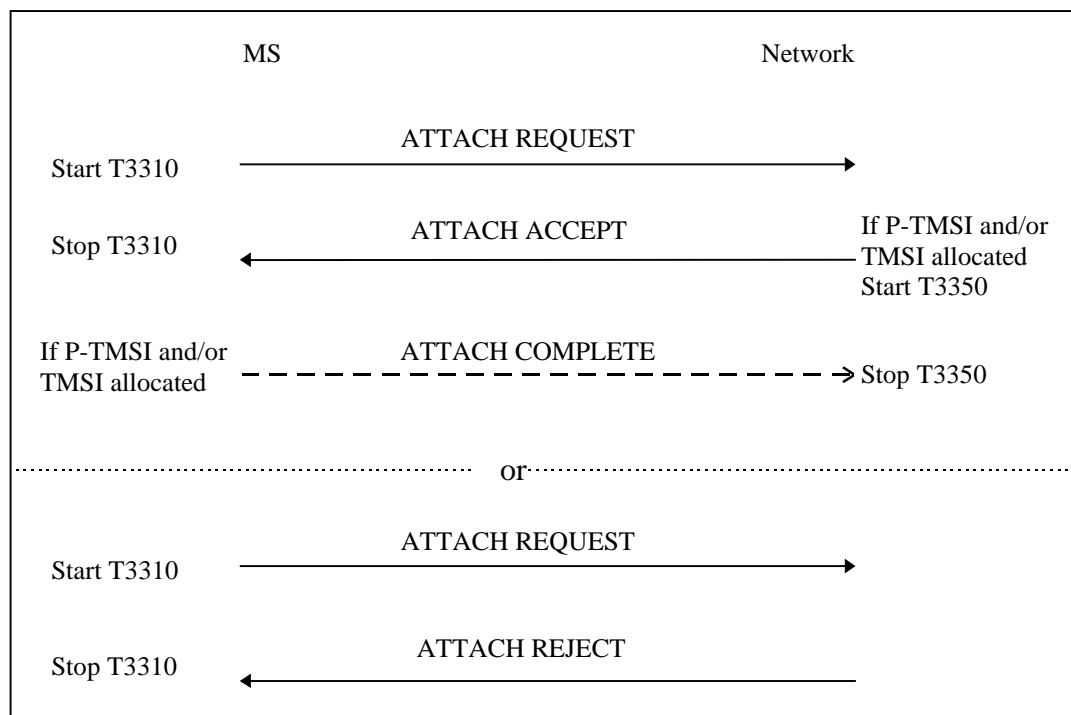 MS
Network
ATTACH REQUEST
Start T3310
ATTACH ACCEPT
Stop T3310
If P-TMSI and/or
TMSI allocated
Start T3350
If P-TMSI and/or
TMSI allocated
ATTACH COMPLETE
Stop T3350
or
ATTACH REQUEST
Start T3310
ATTACH REJECT
Stop T3310